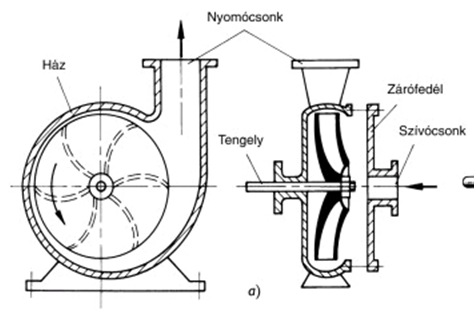 Nyomócsonk
Ház
Zárófedél
Tengely
Szívócsonk
a)